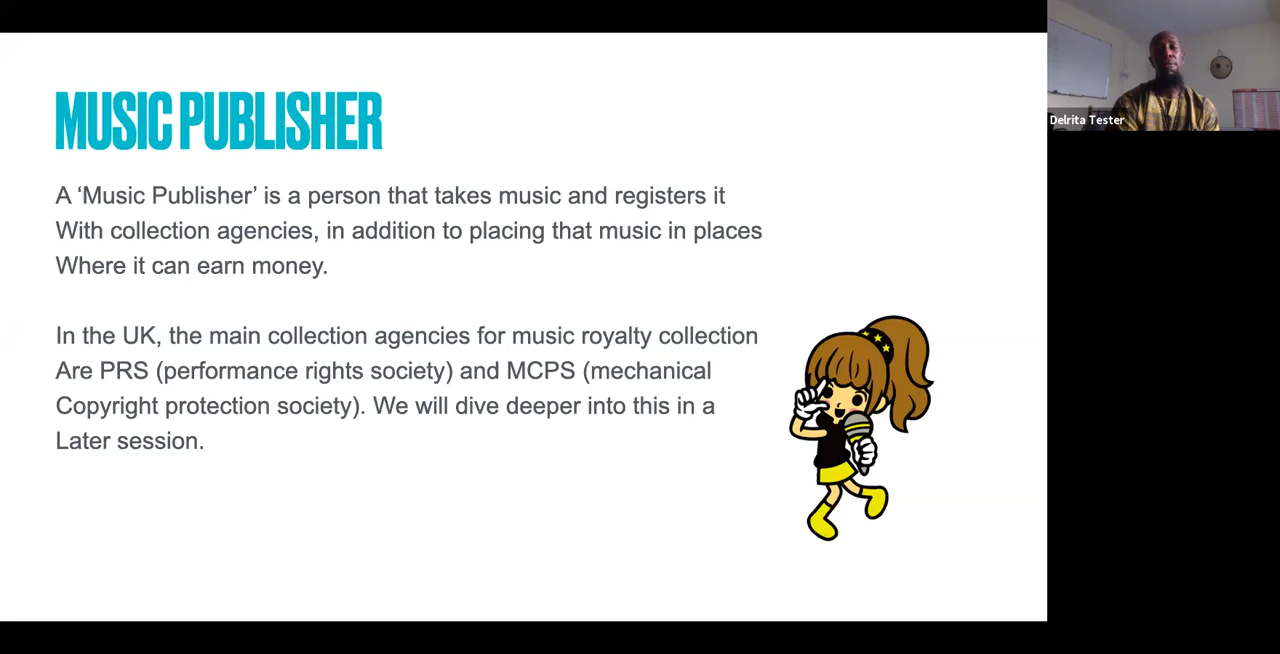 MUSIC PUBLISHER
A ‘Music Publisher’ is a person that takes music and registers it
With collection agencies, in addition to placing that music in places
Where it can earn money.
In the UK, the main collection agencies for music royalty collection
Are PRS (performance rights society) and MCPS (mechanical
Copyright protection society). We will dive deeper into this in a
Later session.
Delrita Tester